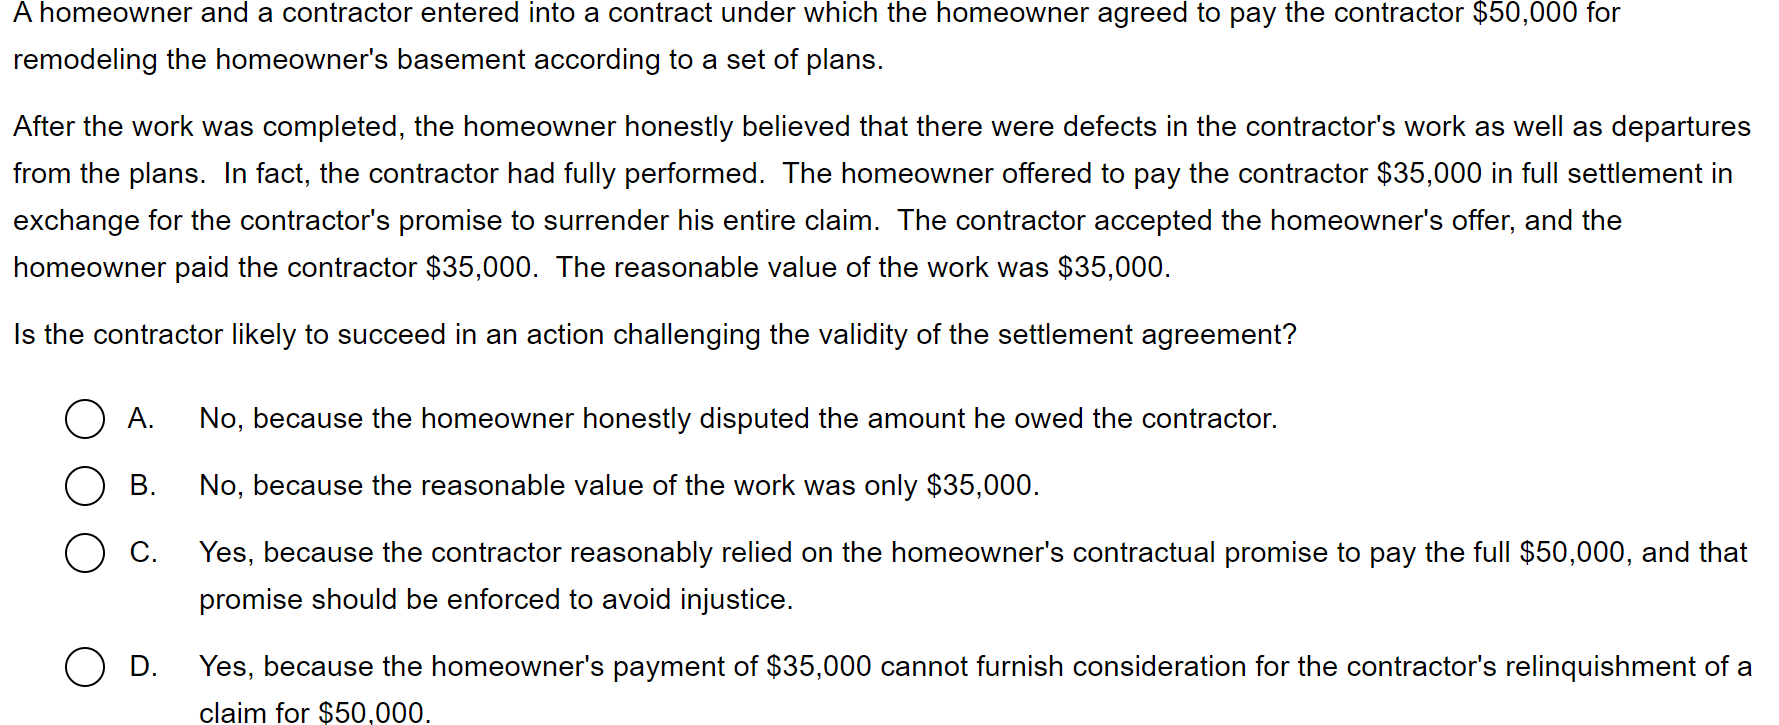 A homeowner and a contractor entered into a contract under which the homeowner agreed to pay the contractor $50,000 for
remodeling the homeowner's basement according to a set of plans.
After the work was completed, the homeowner honestly believed that there were defects in the contractor's work as well as departures
from the plans.  In fact, the contractor had fully performed.  The homeowner offered to pay the contractor $35,000 in full settlement in
exchange for the contractor's promise to surrender his entire claim.  The contractor accepted the homeowner's offer, and the
homeowner paid the contractor $35,000.  The reasonable value of the work was $35,000.
Is the contractor likely to succeed in an action challenging the validity of the settlement agreement?
A. No, because the homeowner honestly disputed the amount he owed the contractor.
B. No, because the reasonable value of the work was only $35,000.
C. Yes, because the contractor reasonably relied on the homeowner's contractual promise to pay the full $50,000, and that
promise should be enforced to avoid injustice.
D. Yes, because the homeowner's payment of $35,000 cannot furnish consideration for the contractor's relinquishment of a
claim for $50,000.